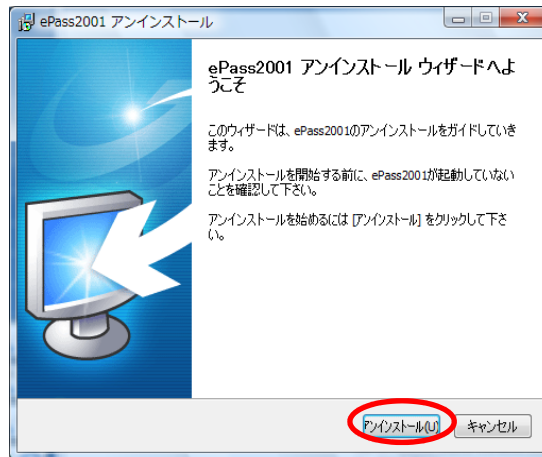 ePass2001 アンインストール
ePass2001 アンインストール ウィザードへよ
うこそ
このウィザードは、ePass2001のアンインストールをガイドしていき
ます。
アンインストールを開始する前に、ePass2001が起動していない
ことを確認して下さい。
アンインストールを始めるには [アンインストール] をクリックして下さ
い。
アンインストール(U)
キャンセル